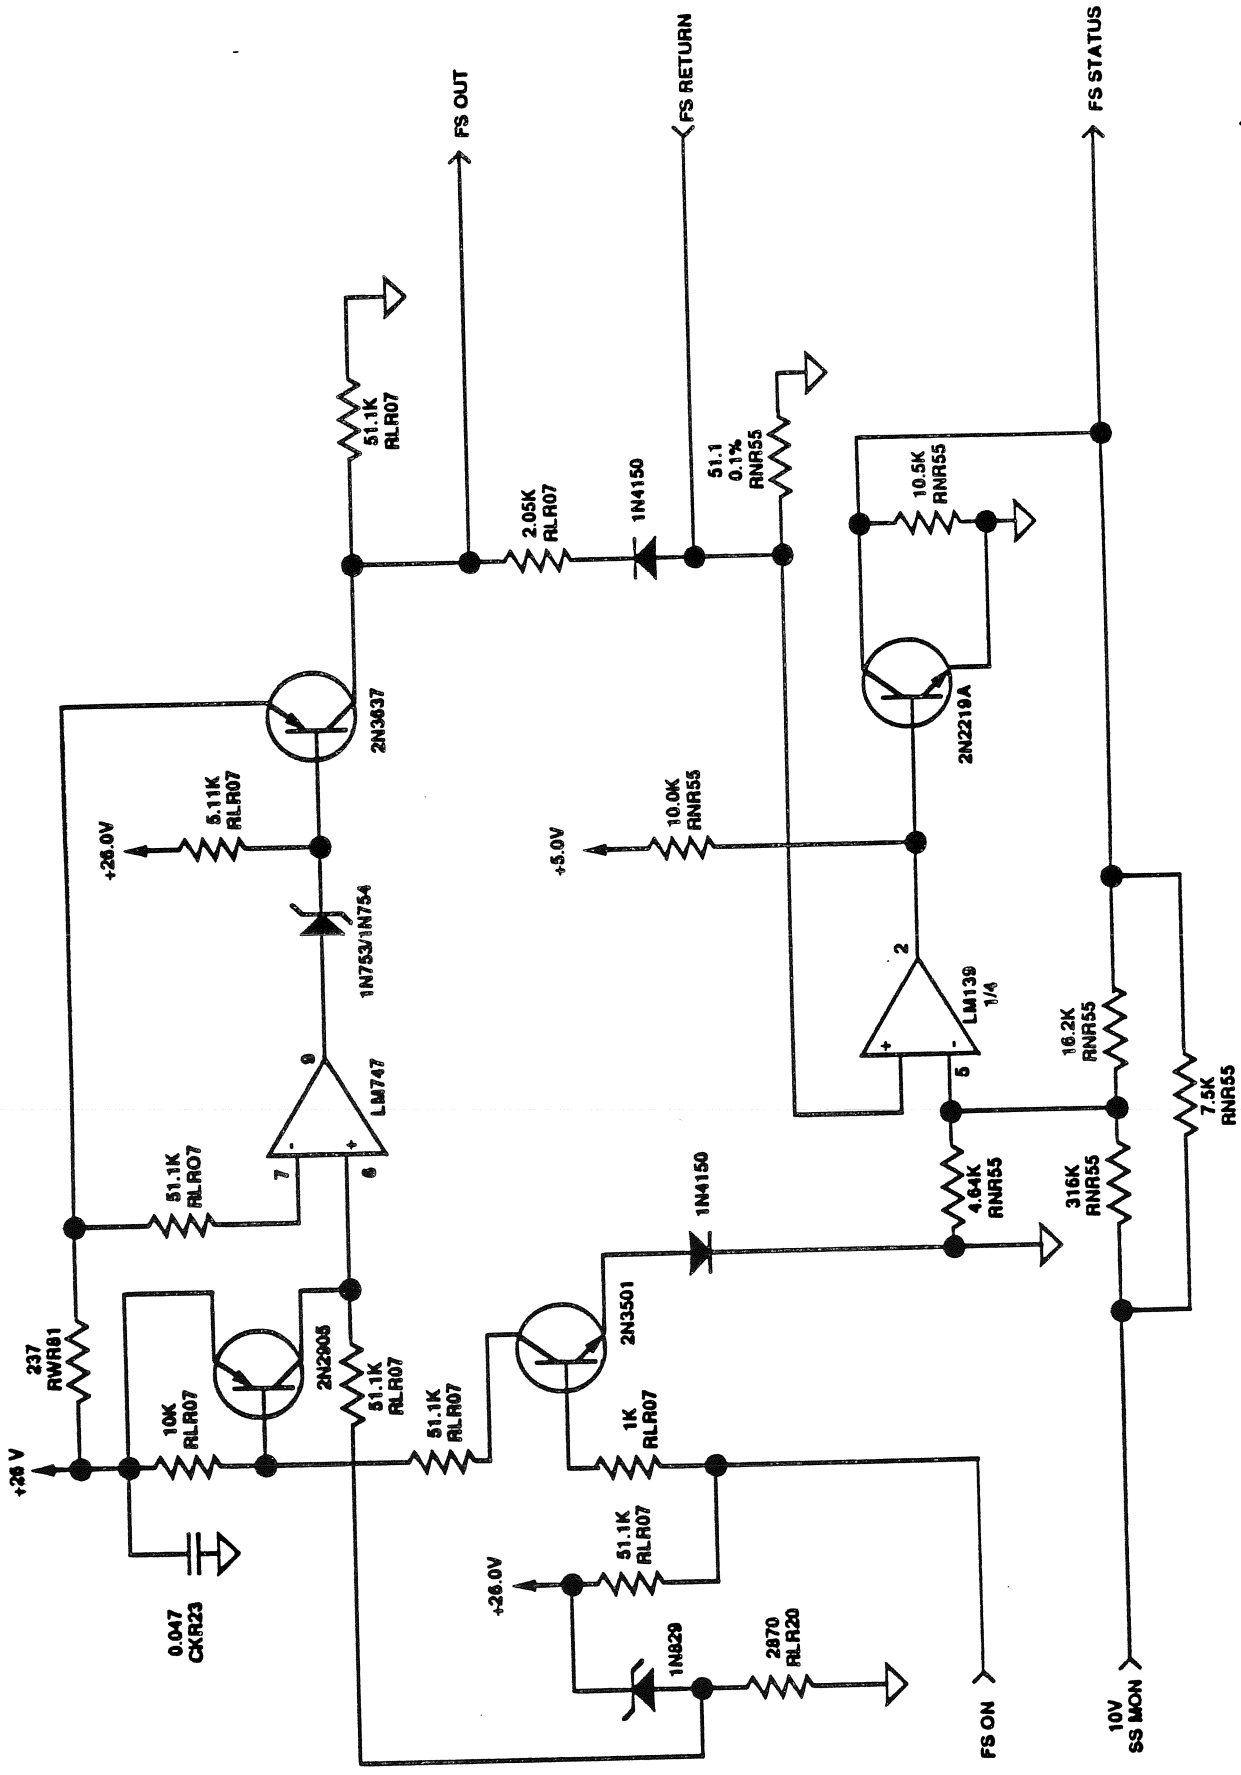 +26 V
237
RWR81
0.047
CKR23
10K
RLR07
2N2905
51.1K
RLR07
51.1K
RLR07
7
6
-
+
9
LM747
1N753/1N754
+26.0V
5.11K
RLR07
2N3637
51.1K
RLR07
FS OUT
51.1K
RLR07
2N3501
1K
RLR07
+26.0V
51.1K
RLR07
1N829
2870
RLR20
1N4150
+5.0V
10.0K
RNR55
2.05K
RLR07
1N4150
FS RETURN
51.1
0.1%
RNR55
+
-
5
2
LM139
1/4
4.64K
RNR55
2N2219A
10.5K
RNR55
FS ON
10V
SS MON
316K
RNR55
16.2K
RNR55
7.5K
RNR55
FS STATUS